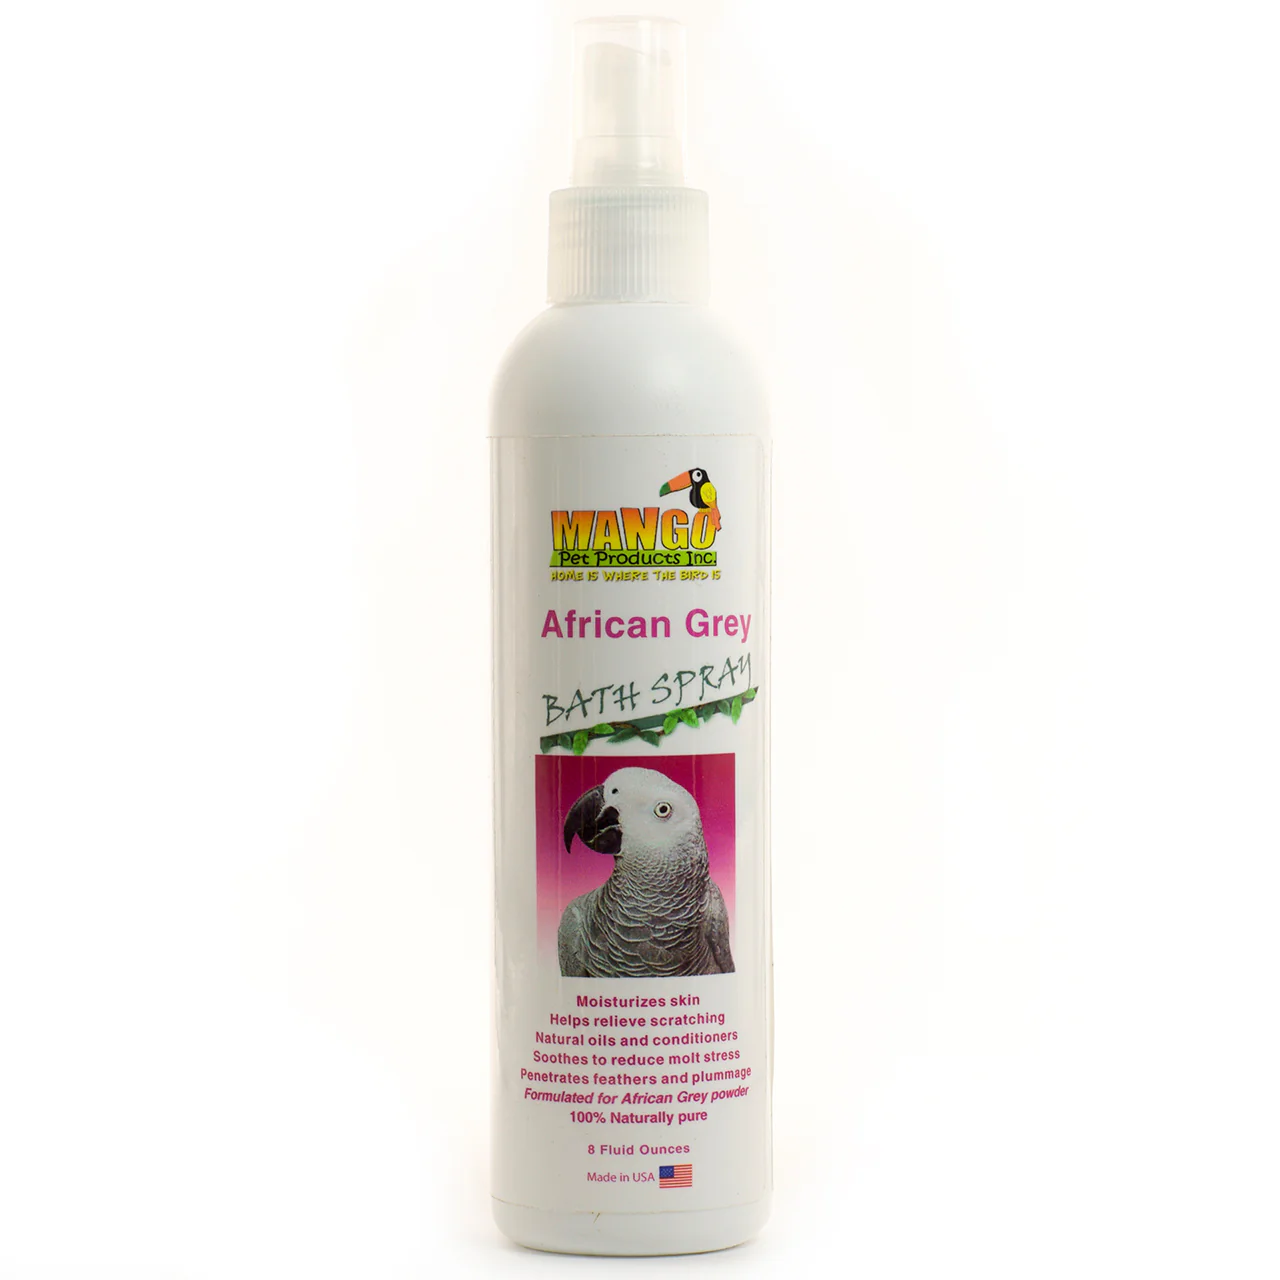 MANGO
Pet Products Inc.
HOME IS WHERE THE BIRD IS
African Grey
BATH SPRAY
Moisturizes skin
Helps relieve scratching
Natural oils and conditioners
Soothes to reduce molt stress
Penetrates feathers and plummage
Formulated for African Grey powder
100% Naturally pure
8 Fluid Ounces
Made in USA